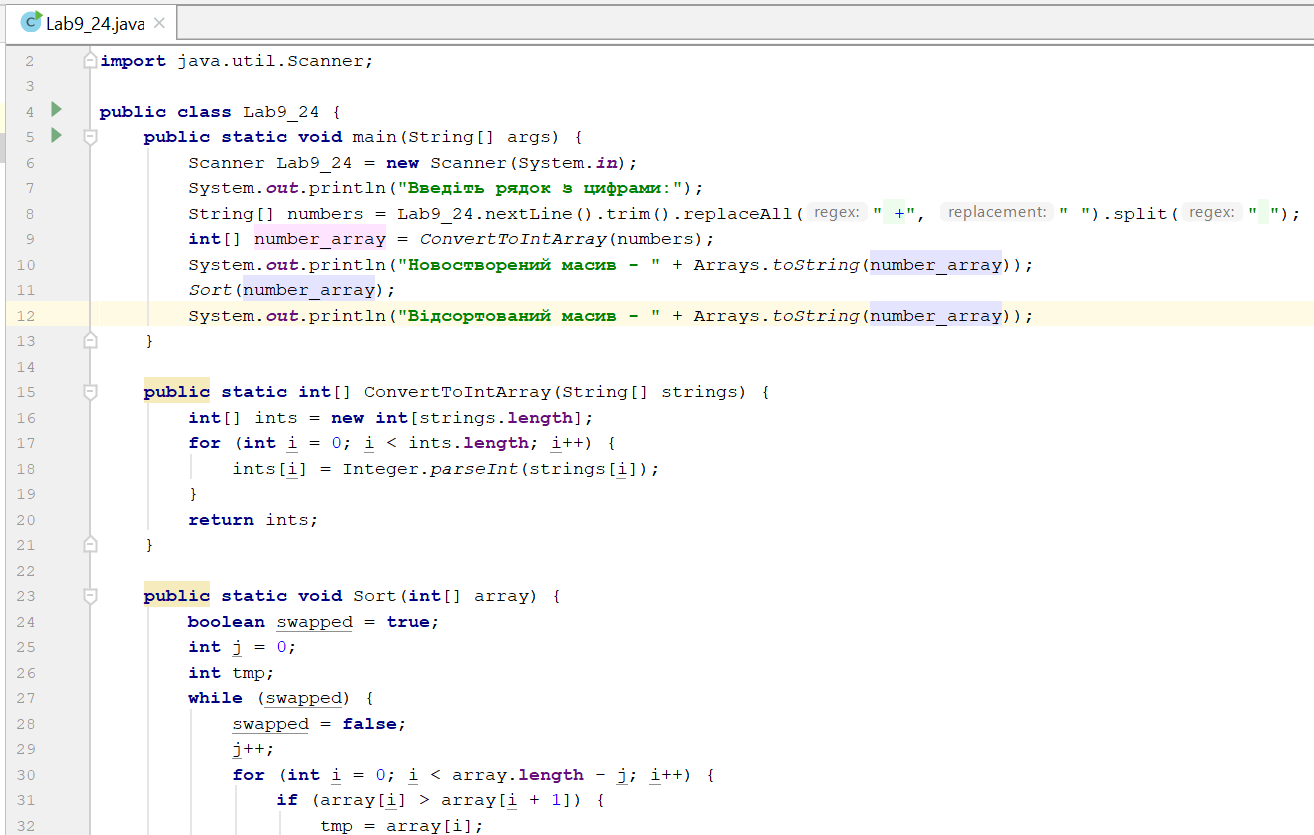 Lab9_24.java
2 import java.util.Scanner;
3
4 public class Lab9_24 {
5 public static void main(String[] args) {
6 Scanner Lab9_24 = new Scanner(System.in);
7 System.out.println("Введіть рядок з цифрами:");
8 String[] numbers = Lab9_24.nextLine().trim().replaceAll( regex: " +", replacement: " ").split( regex: " ");
9 int[] number_array = ConvertToIntArray(numbers);
10 System.out.println("Новостворений масив - " + Arrays.toString(number_array));
11 Sort(number_array);
12 System.out.println("Відсортований масив - " + Arrays.toString(number_array));
13 }
14
15 public static int[] ConvertToIntArray(String[] strings) {
16 int[] ints = new int[strings.length];
17 for (int i = 0; i < ints.length; i++) {
18 ints[i] = Integer.parseInt(strings[i]);
19 }
20 return ints;
21 }
22
23 public static void Sort(int[] array) {
24 boolean swapped = true;
25 int j = 0;
26 int tmp;
27 while (swapped) {
28 swapped = false;
29 j++;
30 for (int i = 0; i < array.length - j; i++) {
31 if (array[i] > array[i + 1]) {
32 tmp = array[i];